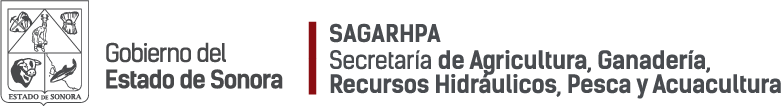 ESTADO DE SONORA
Gobierno del
Estado de Sonora
SAGARHPA
Secretaría de Agricultura, Ganadería,
Recursos Hidráulicos, Pesca y Acuacultura